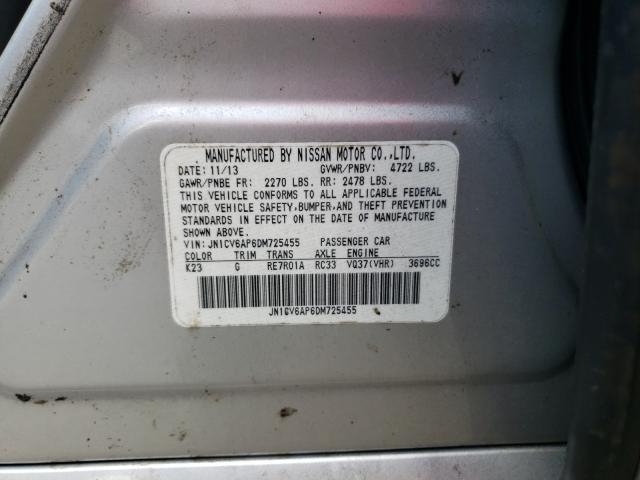 MANUFACTURED BY NISSAN MOTOR CO.,LTD.
DATE: 11/13 GVWR/PNBV: 4722 LBS.
GAWR/PNBE FR: 2270 LBS. RR: 2478 LBS.
THIS VEHICLE CONFORMS TO ALL APPLICABLE FEDERAL
MOTOR VEHICLE SAFETY, BUMPER, AND THEFT PREVENTION
STANDARDS IN EFFECT ON THE DATE OF MANUFACTURE
SHOWN ABOVE.
VIN: JN1CV6AP6DM725455 PASSENGER CAR
COLOR TRIM TRANS AXLE ENGINE
K23 G RE7R01A RC33 VQ37(VHR) 3696CC
JN1CV6AP6DM725455